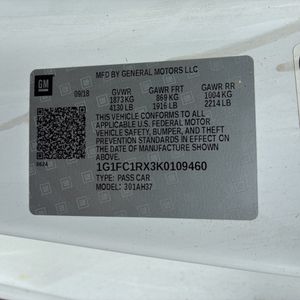 GM
MFD BY GENERAL MOTORS LLC
09/18 GVWR GAWR FRT GAWR RR
1873 KG 869 KG 1004 KG
4130 LB 1916 LB 2214 LB
THIS VEHICLE CONFORMS TO ALL
APPLICABLE U.S. FEDERAL MOTOR
VEHICLE SAFETY, BUMPER, AND THEFT
PREVENTION STANDARDS IN EFFECT ON
THE DATE OF MANUFACTURE SHOWN ABOVE.
1G1FC1RX3K0109460
TYPE: PASS CAR
MODEL: 301AH37